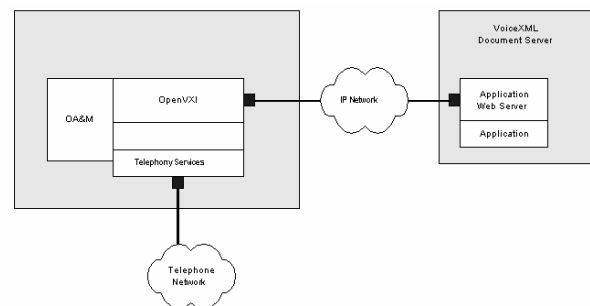 VoiceXML
Document Server
OpenVXI
OA&M
Telephony Services
IP Network
Application
Web Server
Application
Telephone
Network